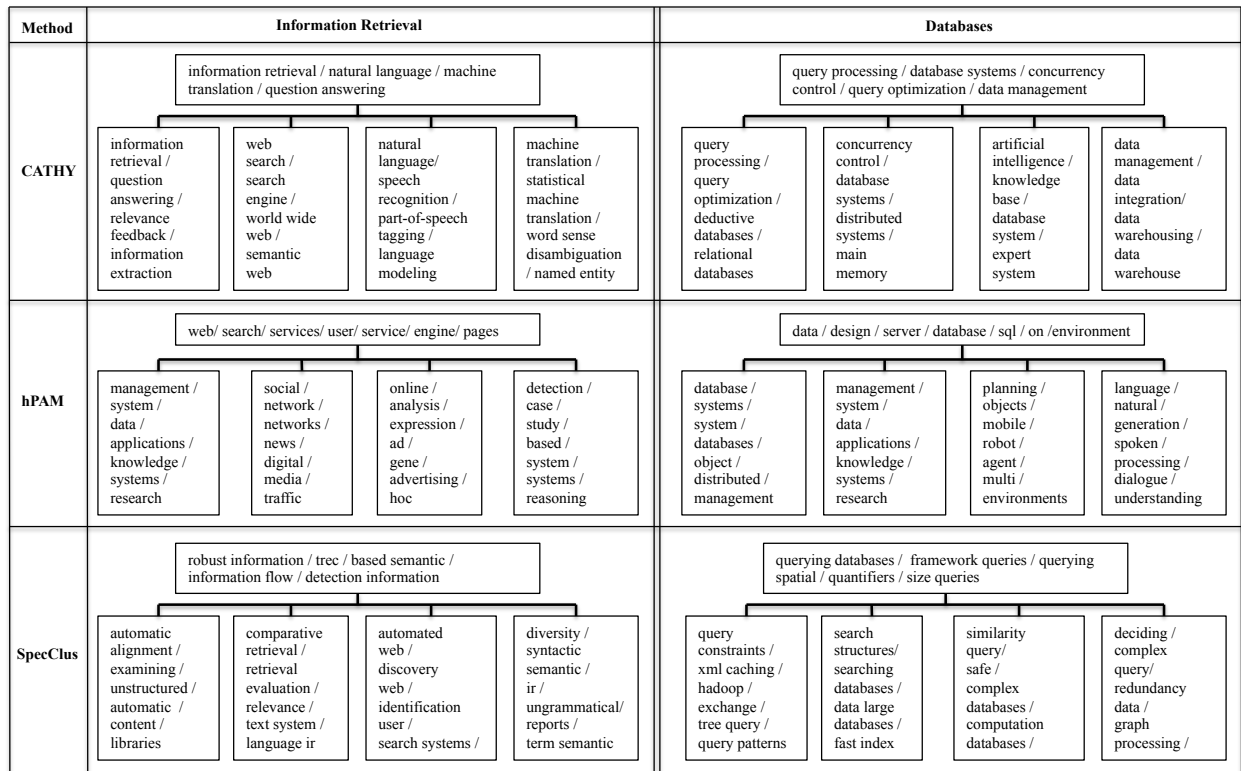 Method
Information Retrieval
Databases
CATHY
information retrieval / natural language / machine
translation / question answering
information
retrieval /
question
answering /
relevance
feedback /
information
extraction
web
search /
search
engine /
world wide
web /
semantic
web
natural
language/
speech
recognition /
part-of-speech
tagging /
language
modeling
machine
translation /
statistical
machine
translation /
word sense
disambiguation
/ named entity
query processing / database systems / concurrency
control / query optimization / data management
query
processing /
query
optimization /
deductive
databases /
relational
databases
concurrency
control /
database
systems /
distributed
systems /
main
memory
artificial
intelligence /
knowledge
base /
database
system /
expert
system
data
management /
data
integration/
data
warehousing /
data
warehouse
hPAM
web/ search/ services/ user/ service/ engine/ pages
management /
system /
data /
applications /
knowledge /
systems /
research
social /
network /
networks /
news /
digital /
media /
traffic
online /
analysis /
expression /
ad /
gene /
advertising /
hoc
detection /
case /
study /
based /
system /
systems /
reasoning
data / design / server / database / sql / on /environment
database /
systems /
system /
databases /
object /
distributed /
management
management /
system /
data /
applications /
knowledge /
systems /
research
planning /
objects /
mobile /
robot /
agent /
multi /
environments
language /
natural /
generation /
spoken /
processing /
dialogue /
understanding
SpecClus
robust information / trec / based semantic /
information flow / detection information
automatic
alignment /
examining /
unstructured /
automatic /
content /
libraries
comparative
retrieval /
retrieval
evaluation /
relevance /
text system /
language ir
automated
web /
discovery
web /
identification
user /
search systems /
diversity /
syntactic
semantic /
ir /
ungrammatical/
reports /
term semantic
querying databases / framework queries / querying
spatial / quantifiers / size queries
query
constraints /
xml caching /
hadoop /
exchange /
tree query /
query patterns
search
structures/
searching
databases /
data large
databases /
fast index
similarity
query/
safe /
complex
databases /
computation
databases /
deciding /
complex
query/
redundancy
data /
graph
processing /